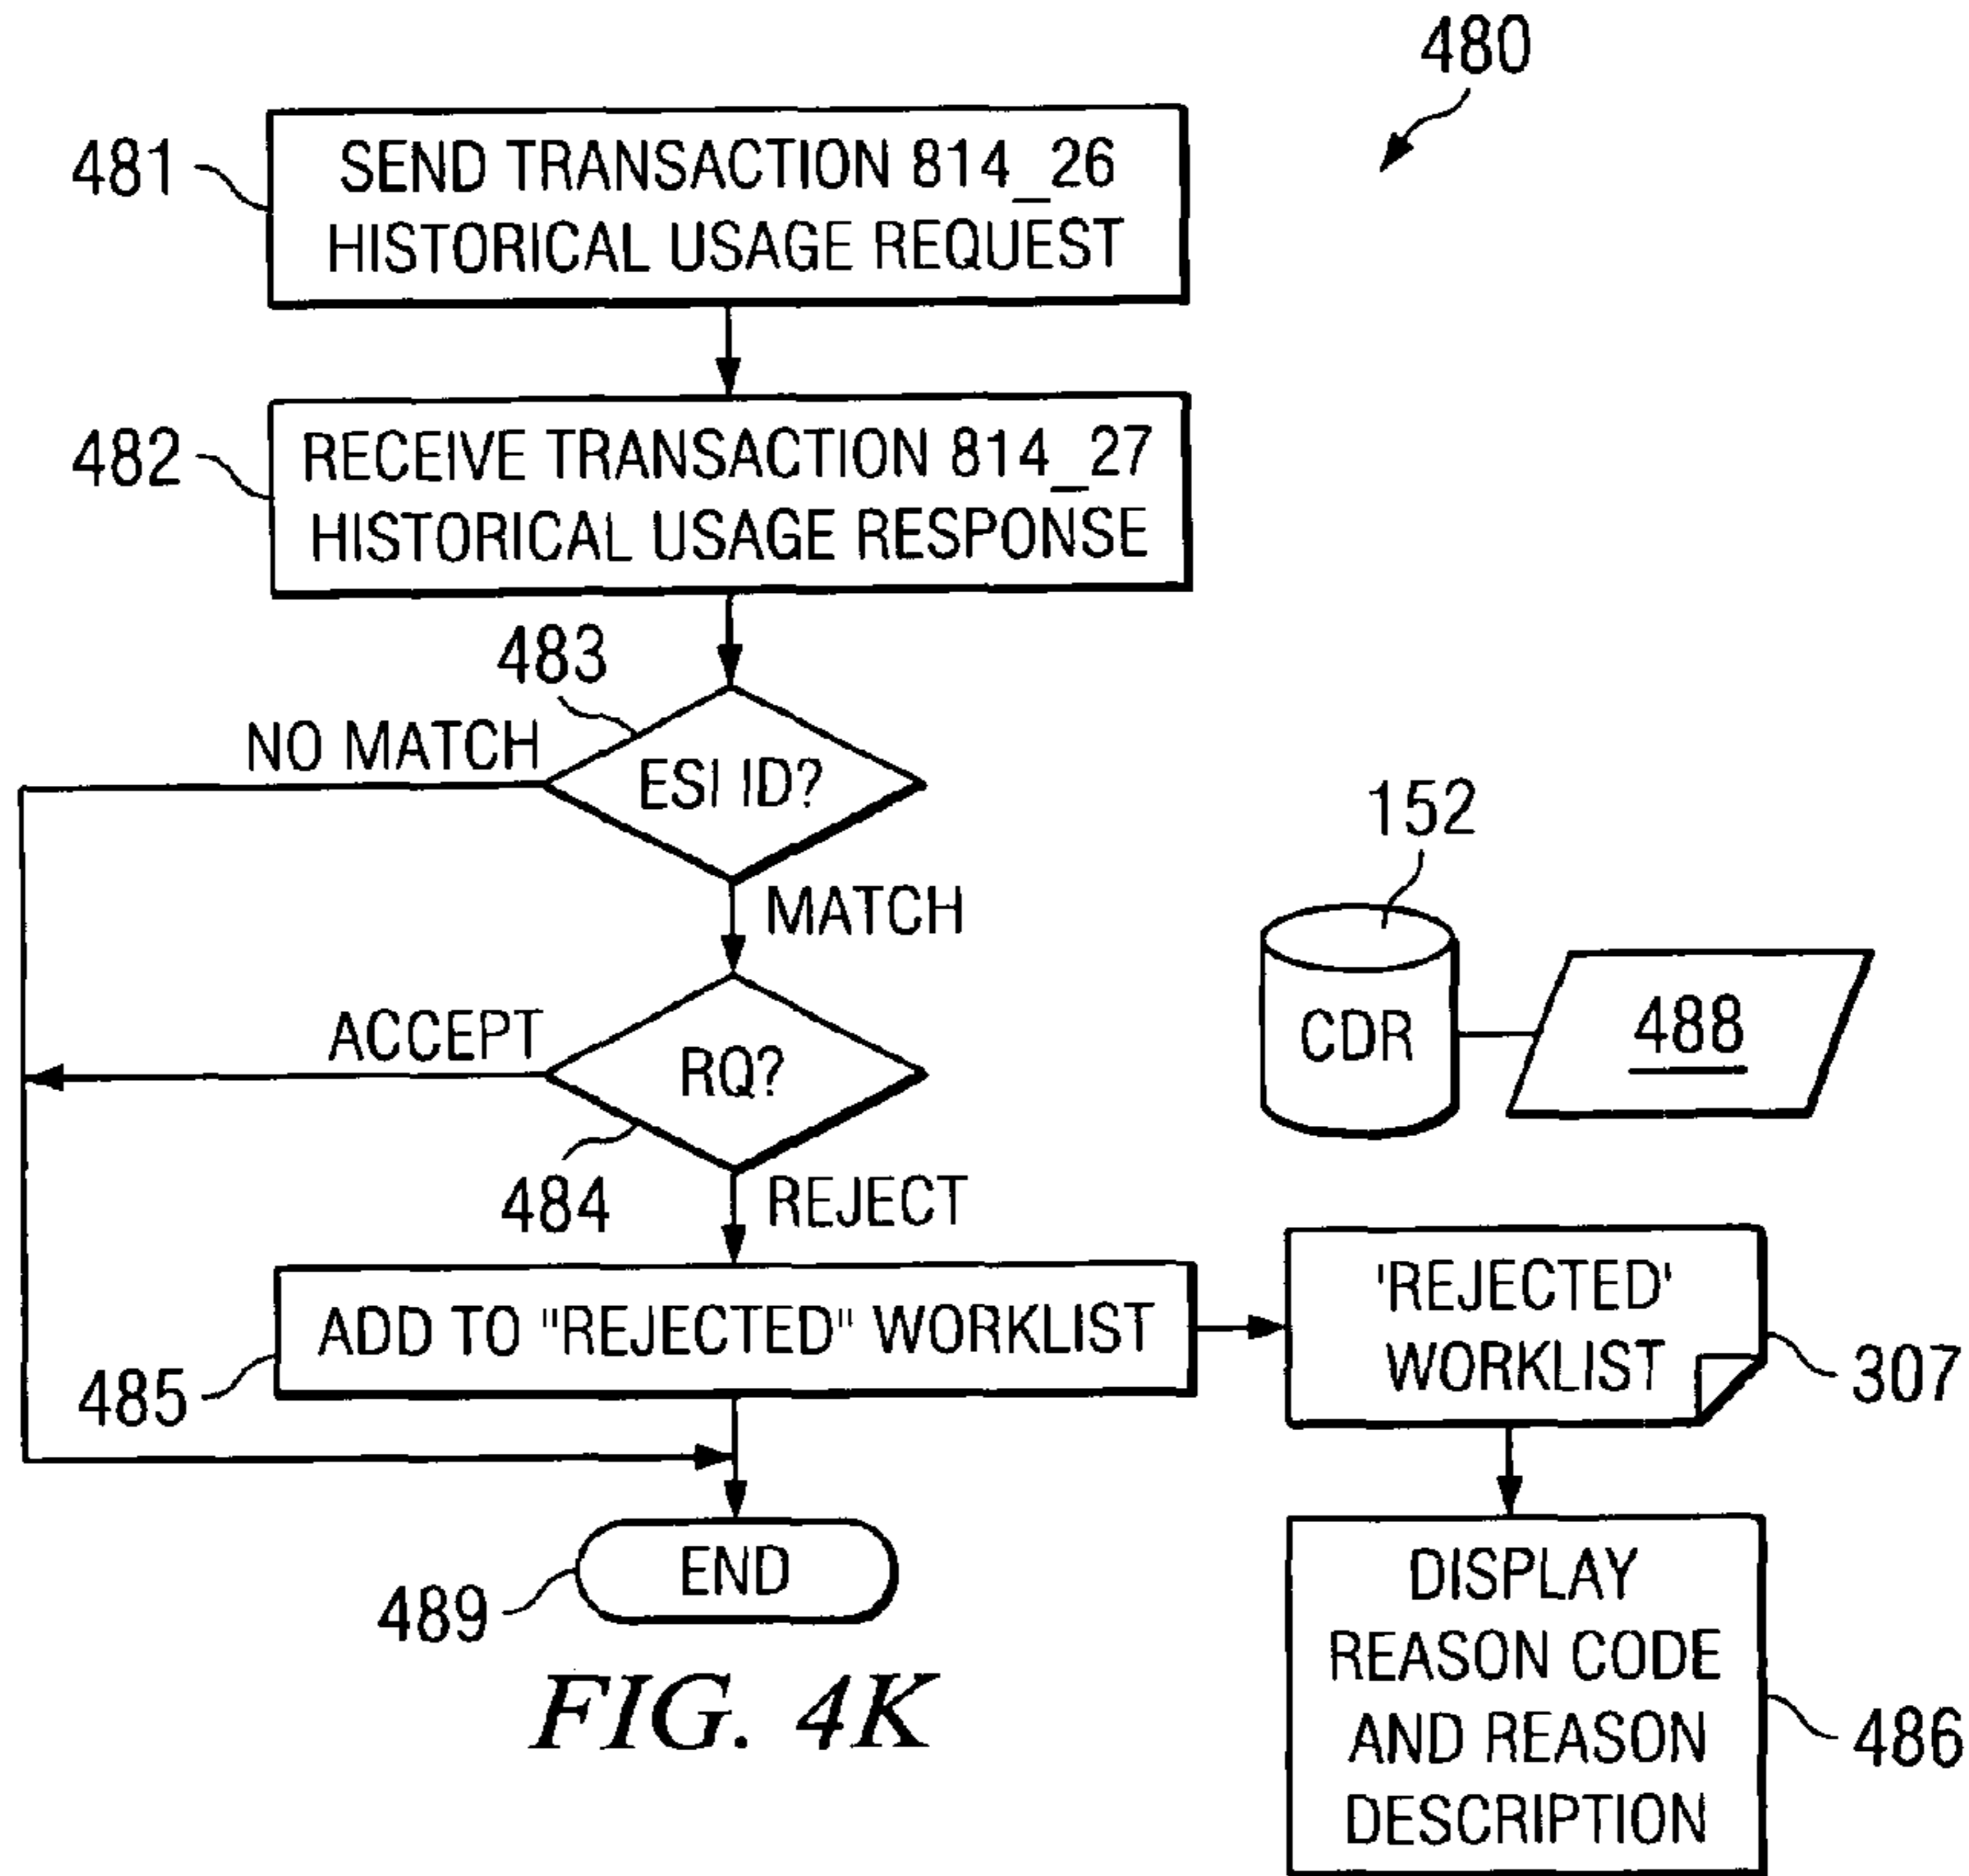 480
481
SEND TRANSACTION 814_26
HISTORICAL USAGE REQUEST
482
RECEIVE TRANSACTION 814_27
HISTORICAL USAGE RESPONSE
483
NO MATCH
ESI ID?
MATCH
152
CDR
488
ACCEPT
RQ?
484
REJECT
485
ADD TO "REJECTED" WORKLIST
'REJECTED'
WORKLIST
307
489
END
DISPLAY
REASON CODE
AND REASON
DESCRIPTION
486
FIG. 4K